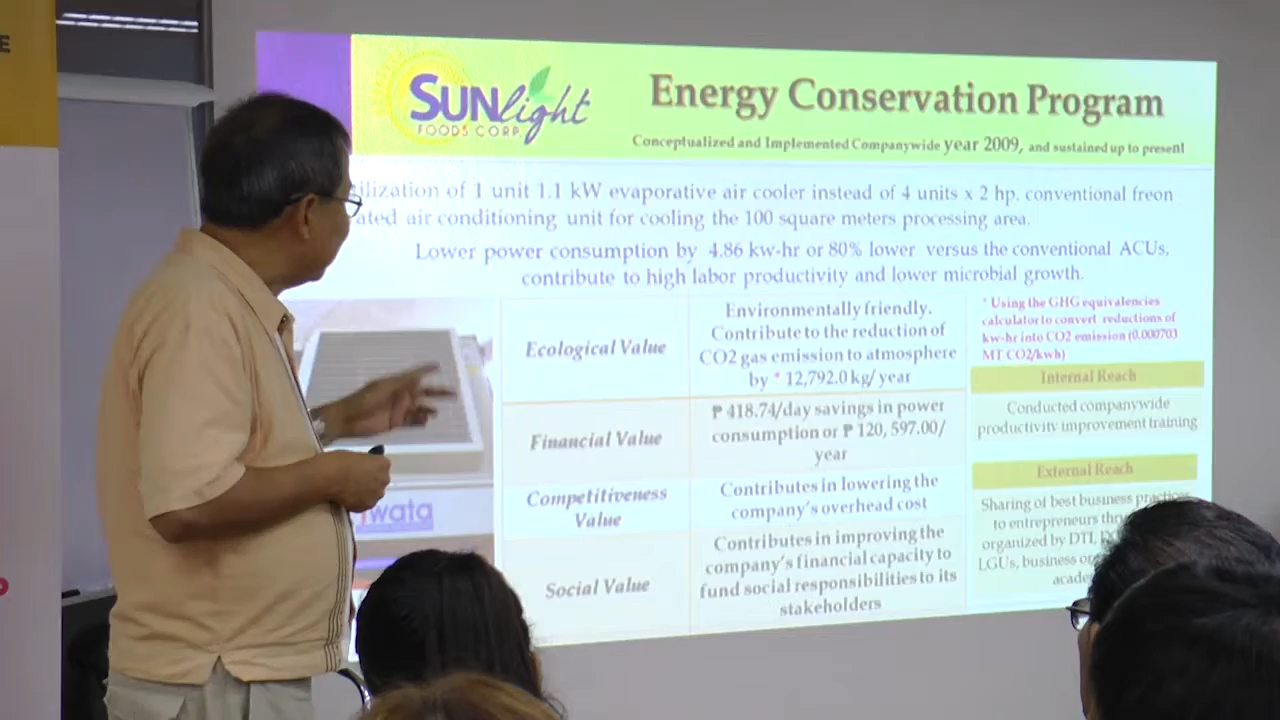 E
SUNlight
FOODS CORP.
Energy Conservation Program
Conceptualized and Implemented Companywide year 2009, and sustained up to present
of 1 unit 1.1 kW evaporative air cooler instead of 4 units x 2 hp. conventional freon
air conditioning unit for cooling the 100 square meters processing area.
Lower power consumption by 4.86 kw-hr or 80% lower versus the conventional ACUs,
contribute to high labor productivity and lower microbial growth.
Ecological Value
Environmentally friendly.
Contribute to the reduction of
CO2 gas emission to atmosphere
by * 12,792.0 kg/ year
Financial Value
₱ 418.74/day savings in power
consumption or ₱ 120, 597.00/
year
Competitiveness
Value
Contributes in lowering the
company's overhead cost
Social Value
Contributes in improving the
company's financial capacity to
fund social responsibilities to its
stakeholders
* Using the GHG equivalencies
calculator to convert reductions of
kw-hr into CO2 emission (0.000703
MT CO2/kwh)
Internal Reach
Conducted companywide
productivity improvement training
External Reach
Sharing of best business practices
to entrepreneurs
organized by DTI,
LGUs, business